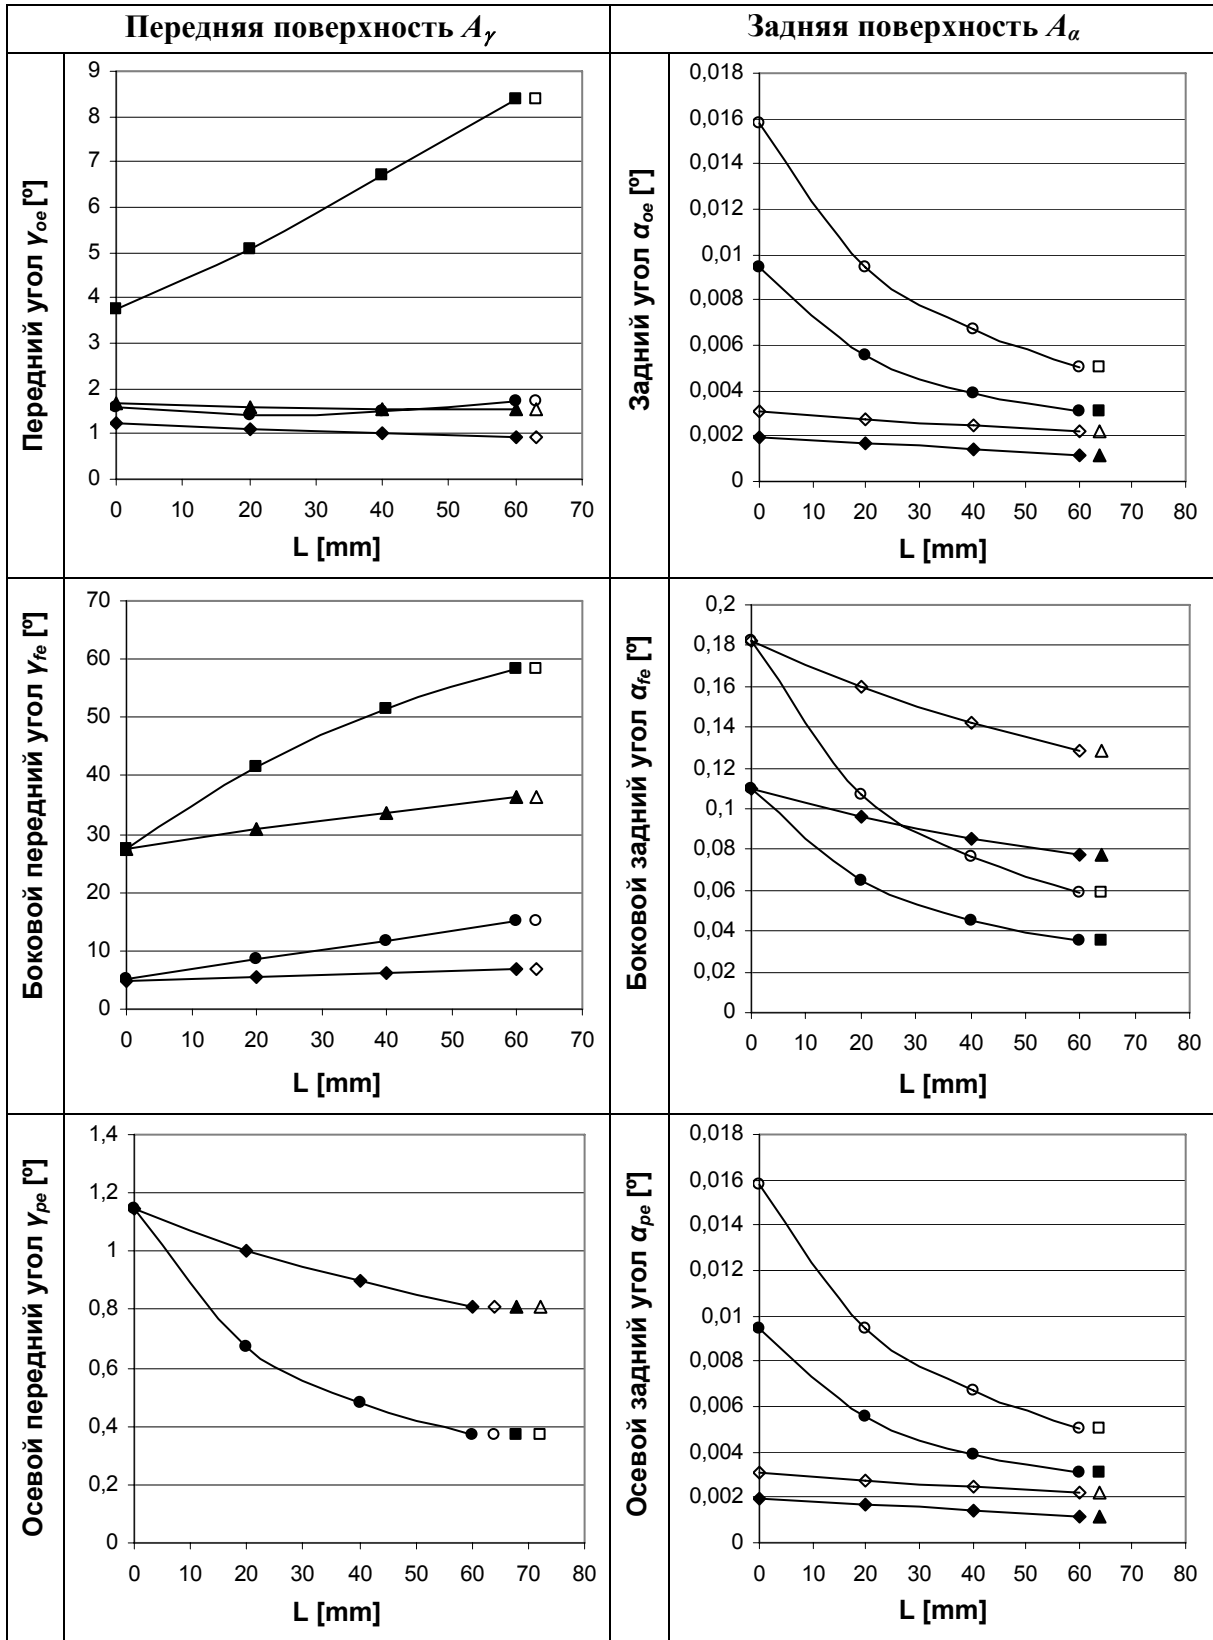 Передняя поверхность Aγ
Задняя поверхность Aα
Передний угол γoe [º]
9
8
7
6
5
4
3
2
1
0
0 10 20 30 40 50 60 70
L [mm]
Задний угол αoe [º]
0,018
0,016
0,014
0,012
0,01
0,008
0,006
0,004
0,002
0
0 10 20 30 40 50 60 70 80
L [mm]
Боковой передний угол γfe [º]
70
60
50
40
30
20
10
0
0 10 20 30 40 50 60 70
L [mm]
Боковой задний угол αfe [º]
0,2
0,18
0,16
0,14
0,12
0,1
0,08
0,06
0,04
0,02
0
0 10 20 30 40 50 60 70 80
L [mm]
Осевой передний угол γpe [º]
1,4
1,2
1
0,8
0,6
0,4
0,2
0
0 10 20 30 40 50 60 70 80
L [mm]
Осевой задний угол αpe [º]
0,018
0,016
0,014
0,012
0,01
0,008
0,006
0,004
0,002
0
0 10 20 30 40 50 60 70 80
L [mm]